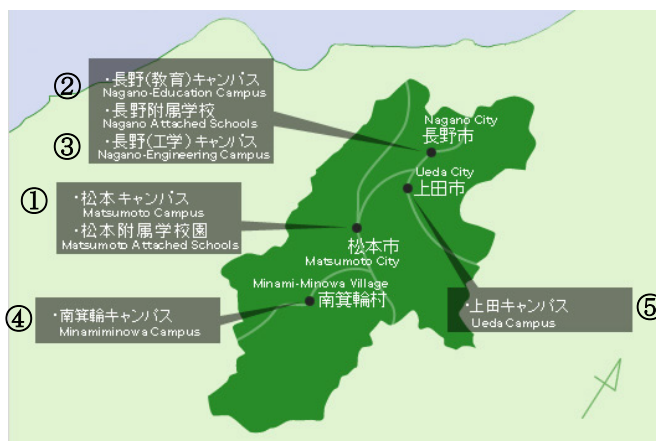 ②
・長野(教育)キャンパス
Nagano-Education Campus
・長野附属学校
Nagano Attached Schools
③
・長野(工学)キャンパス
Nagano-Engineering Campus
Nagano City
長野市
Ueda City
上田市
①
・松本キャンパス
Matsumoto Campus
・松本附属学校園
Matsumoto Attached Schools
松本市
Matsumoto City
Minami-Minowa Village
南箕輪村
④
・南箕輪キャンパス
Minamiminowa Campus
・上田キャンパス
Ueda Campus
⑤